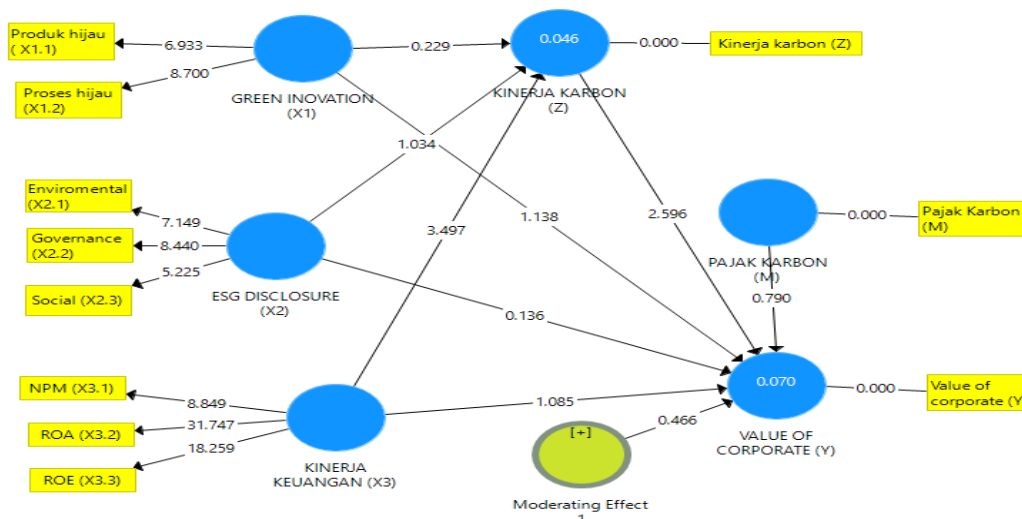 Produk hijau
( X1.1)
6.933
8.700
Proses hijau
(X1.2)
GREEN INOVATION
(X1)
0.229
0.046
KINERJA KARBON
(Z)
0.000
Kinerja karbon (Z)
1.034
1.138
3.497
2.596
Enviromental
(X2.1)
7.149
Governance
(X2.2)
8.440
5.225
Social (X2.3)
ESG DISCLOSURE
(X2)
0.136
PAJAK KARBON
(M)
0.000
Pajak Karbon
(M)
0.790
NPM (X3.1)
8.849
ROA (X3.2)
31.747
18.259
ROE (X3.3)
KINERJA
KEUANGAN (X3)
1.085
0.466
0.070
VALUE OF
CORPORATE (Y)
0.000
Value of
corporate (Y
[+]
Moderating Effect
1